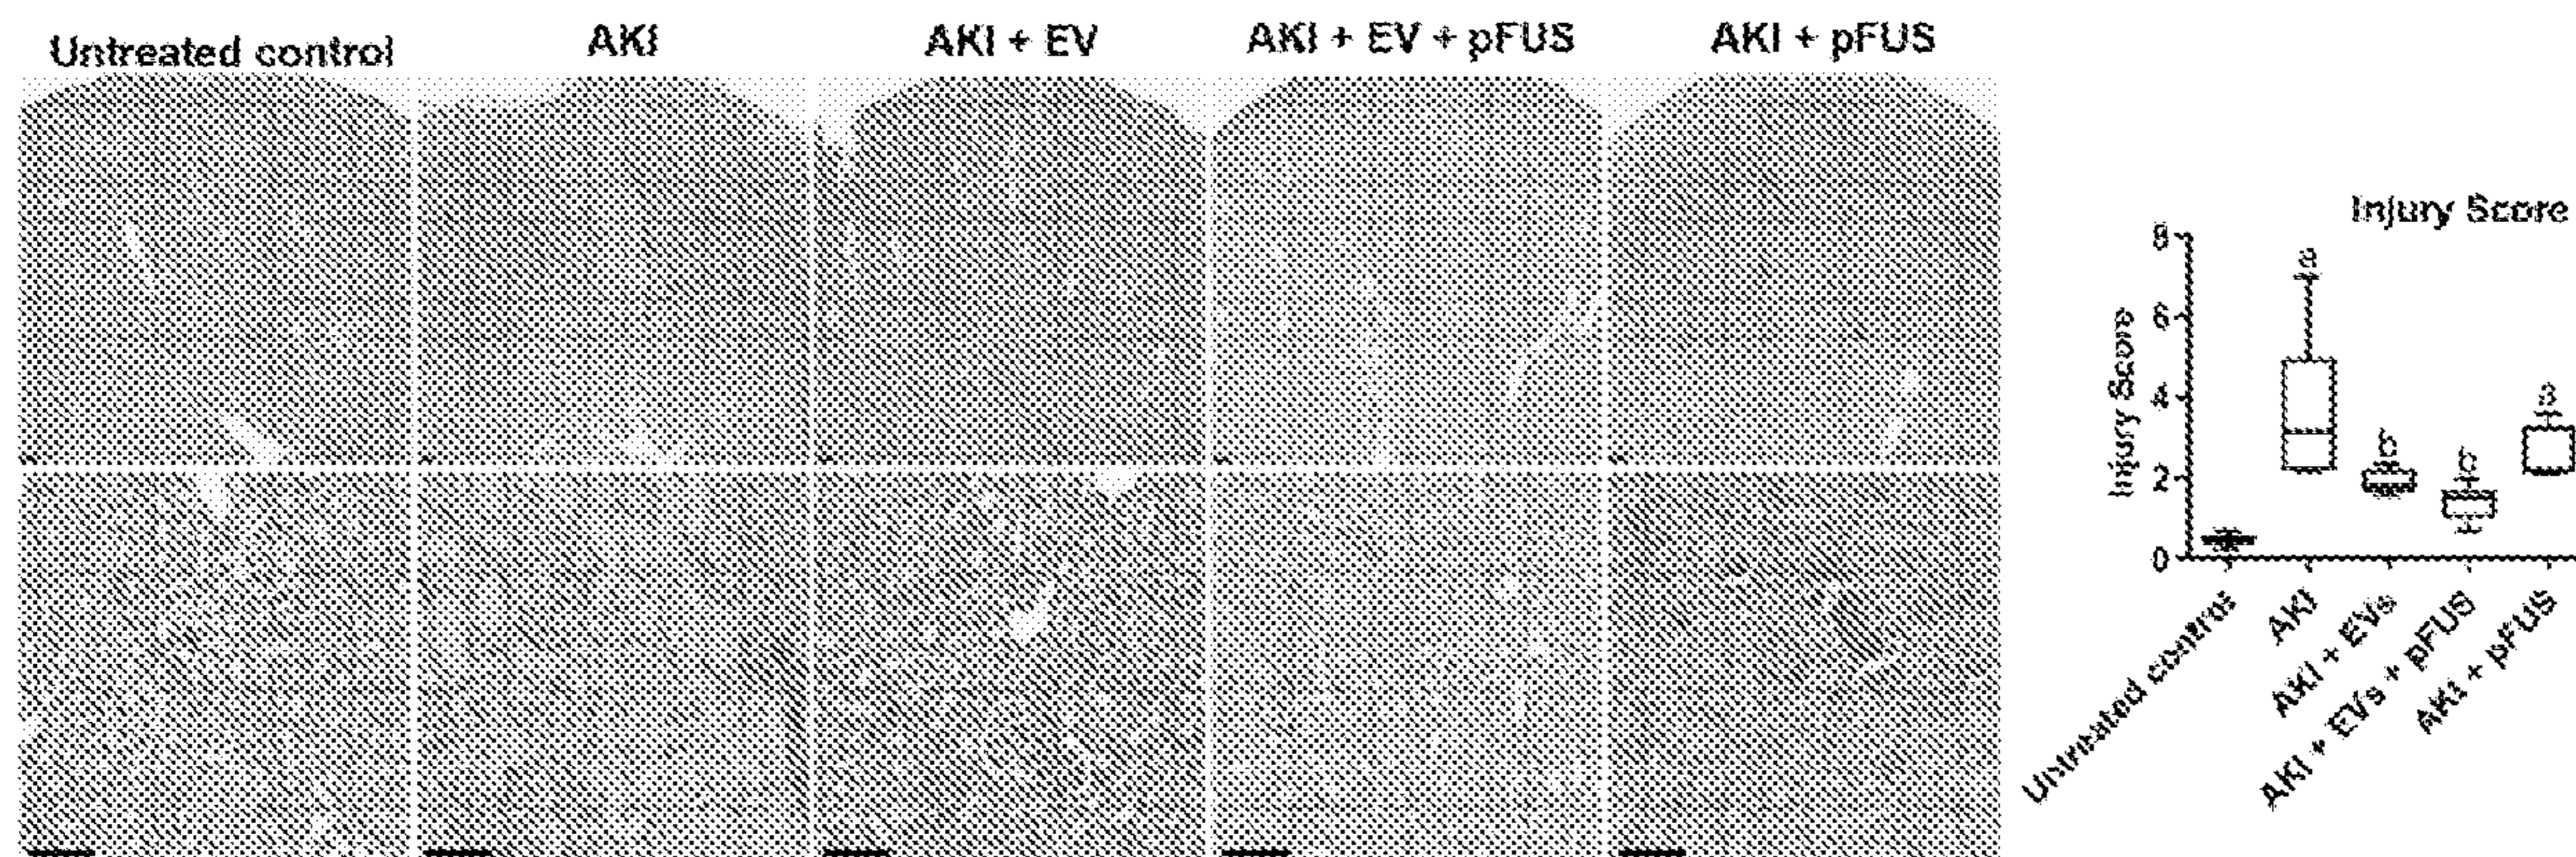 Untreated control
AKI
AKI + EV
AKI + EV + pFUS
AKI + pFUS
Injury Score
Injury Score
8
6
4
2
0
a
b
b
a
Untreated control
AKI
AKI + EVs
AKI + EVs + pFUS
AKI + pFUS